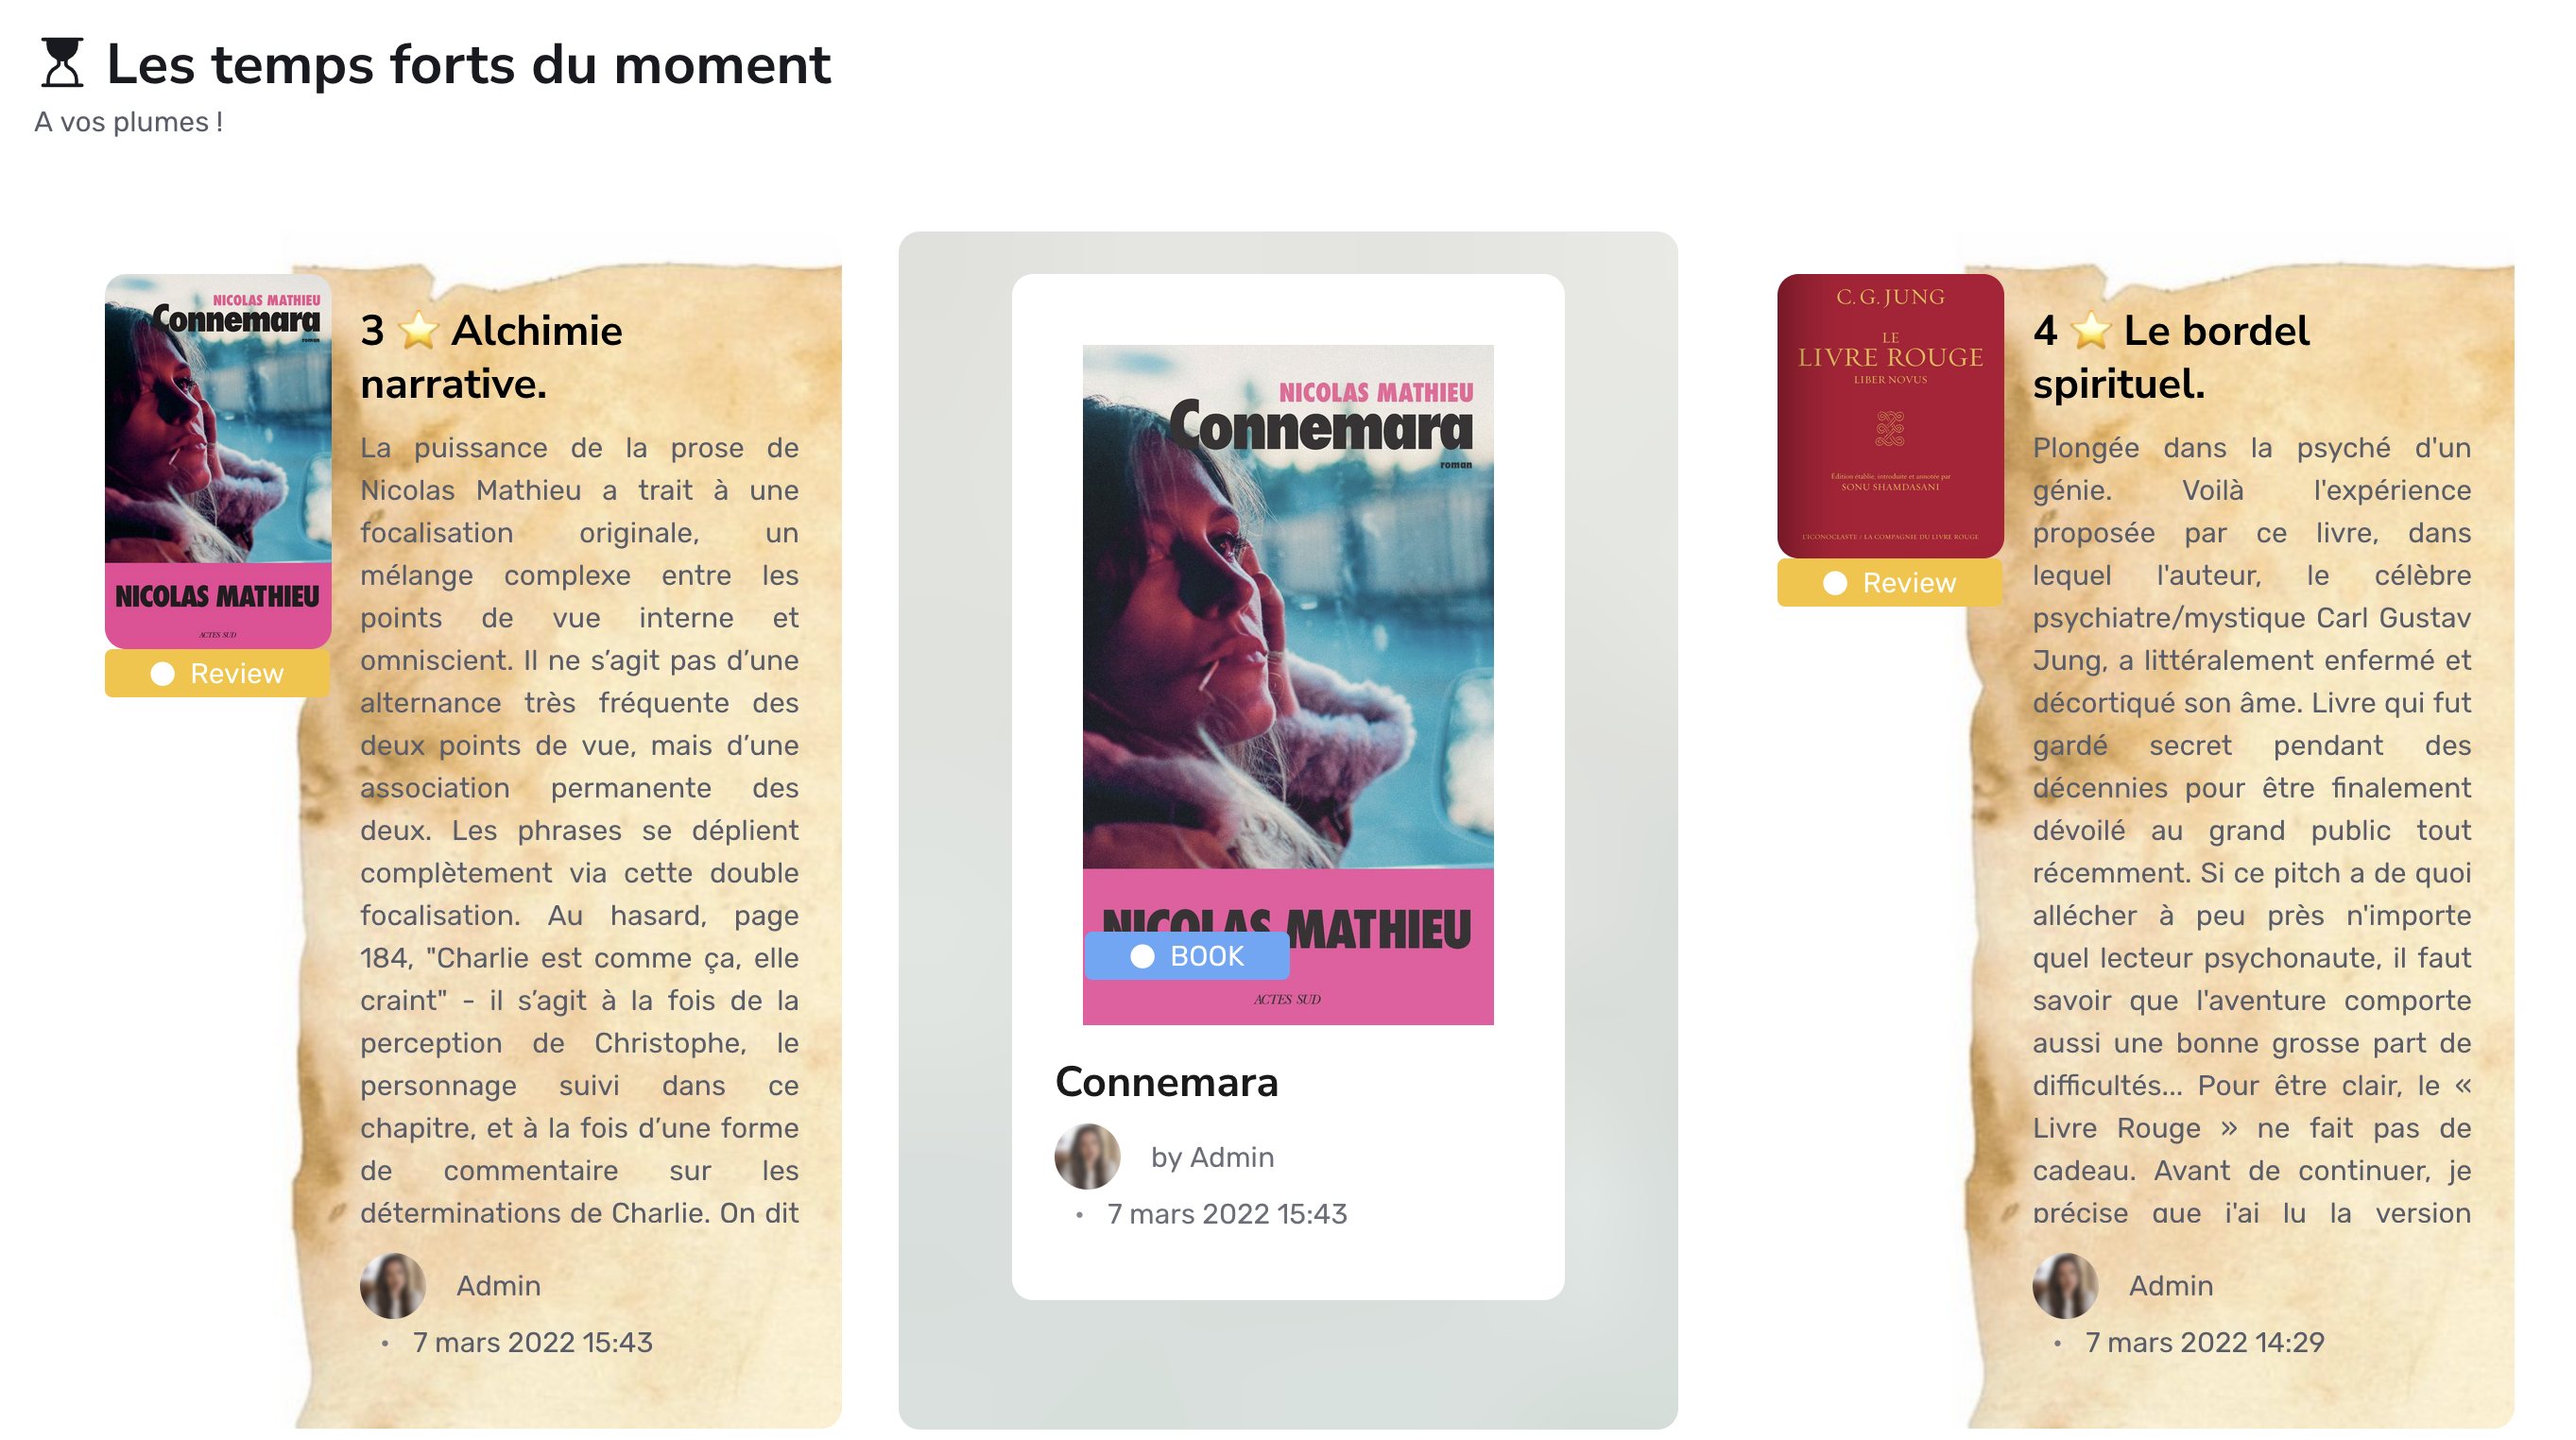 Les temps forts du moment
A vos plumes !
NICOLAS MATHIEU
Connemara
roman
NICOLAS MATHIEU
ACTES SUD
Review
3 ⭐ Alchimie
narrative.
La puissance de la prose de
Nicolas Mathieu a trait à une
focalisation originale, un
mélange complexe entre les
points de vue interne et
omniscient. Il ne s’agit pas d’une
alternance très fréquente des
deux points de vue, mais d’une
association permanente des
deux. Les phrases se déplient
complètement via cette double
focalisation. Au hasard, page
184, "Charlie est comme ça, elle
craint" - il s’agit à la fois de la
perception de Christophe, le
personnage suivi dans ce
chapitre, et à la fois d’une forme
de commentaire sur les
déterminations de Charlie. On dit
Admin
• 7 mars 2022 15:43
NICOLAS MATHIEU
Connemara
roman
NICOLAS MATHIEU
BOOK
ACTES SUD
Connemara
by Admin
• 7 mars 2022 15:43
C. G. JUNG
LE
LIVRE ROUGE
LIBER NOVUS
Édition établie, introduite et annotée par
SONU SHAMDASANI
L'ICONOCLASTE / LA COMPAGNIE DU LIVRE ROUGE
Review
4 ⭐ Le bordel
spirituel.
Plongée dans la psyché d'un
génie. Voilà l'expérience
proposée par ce livre, dans
lequel l'auteur, le célèbre
psychiatre/mystique Carl Gustav
Jung, a littéralement enfermé et
décortiqué son âme. Livre qui fut
gardé secret pendant des
décennies pour être finalement
dévoilé au grand public tout
récemment. Si ce pitch a de quoi
allécher à peu près n'importe
quel lecteur psychonaute, il faut
savoir que l'aventure comporte
aussi une bonne grosse part de
difficultés... Pour être clair, le «
Livre Rouge » ne fait pas de
cadeau. Avant de continuer, je
précise que j'ai lu la version
Admin
• 7 mars 2022 14:29